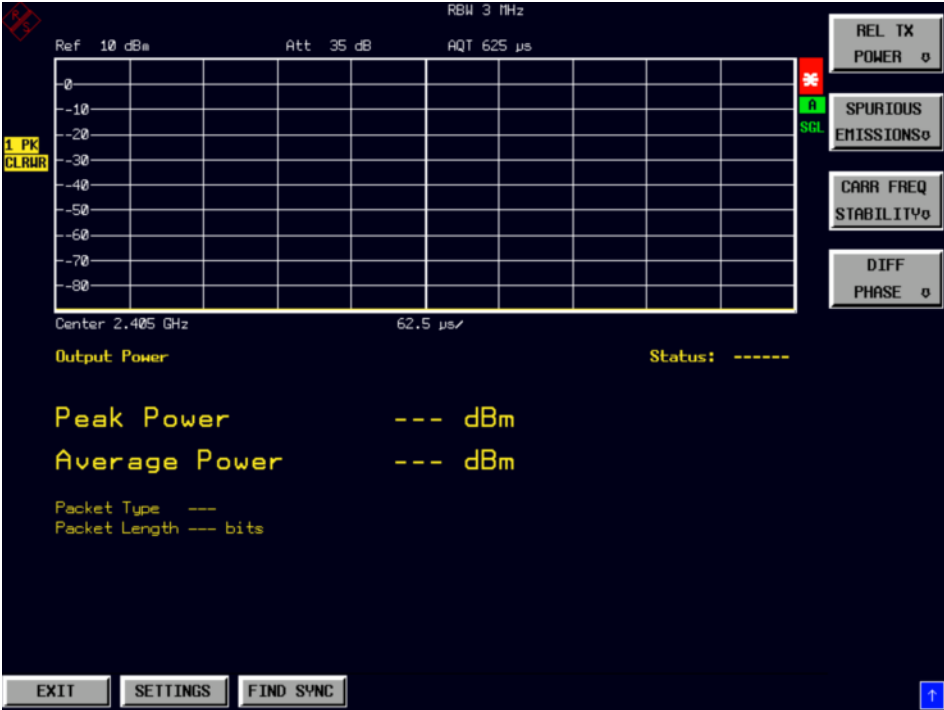 RBW 3 MHz
Ref 10 dBm Att 35 dB AQT 625 µs
0
-10
-20
-30
-40
-50
-60
-70
-80
1 PK
CLRWR
A
SGL
Center 2.405 GHz 62.5 µs/
Output Power Status: ------
Peak Power --- dBm
Average Power --- dBm
Packet Type ---
Packet Length --- bits
REL TX
POWER
SPURIOUS
EMISSIONS
CARR FREQ
STABILITY
DIFF
PHASE
EXIT SETTINGS FIND SYNC